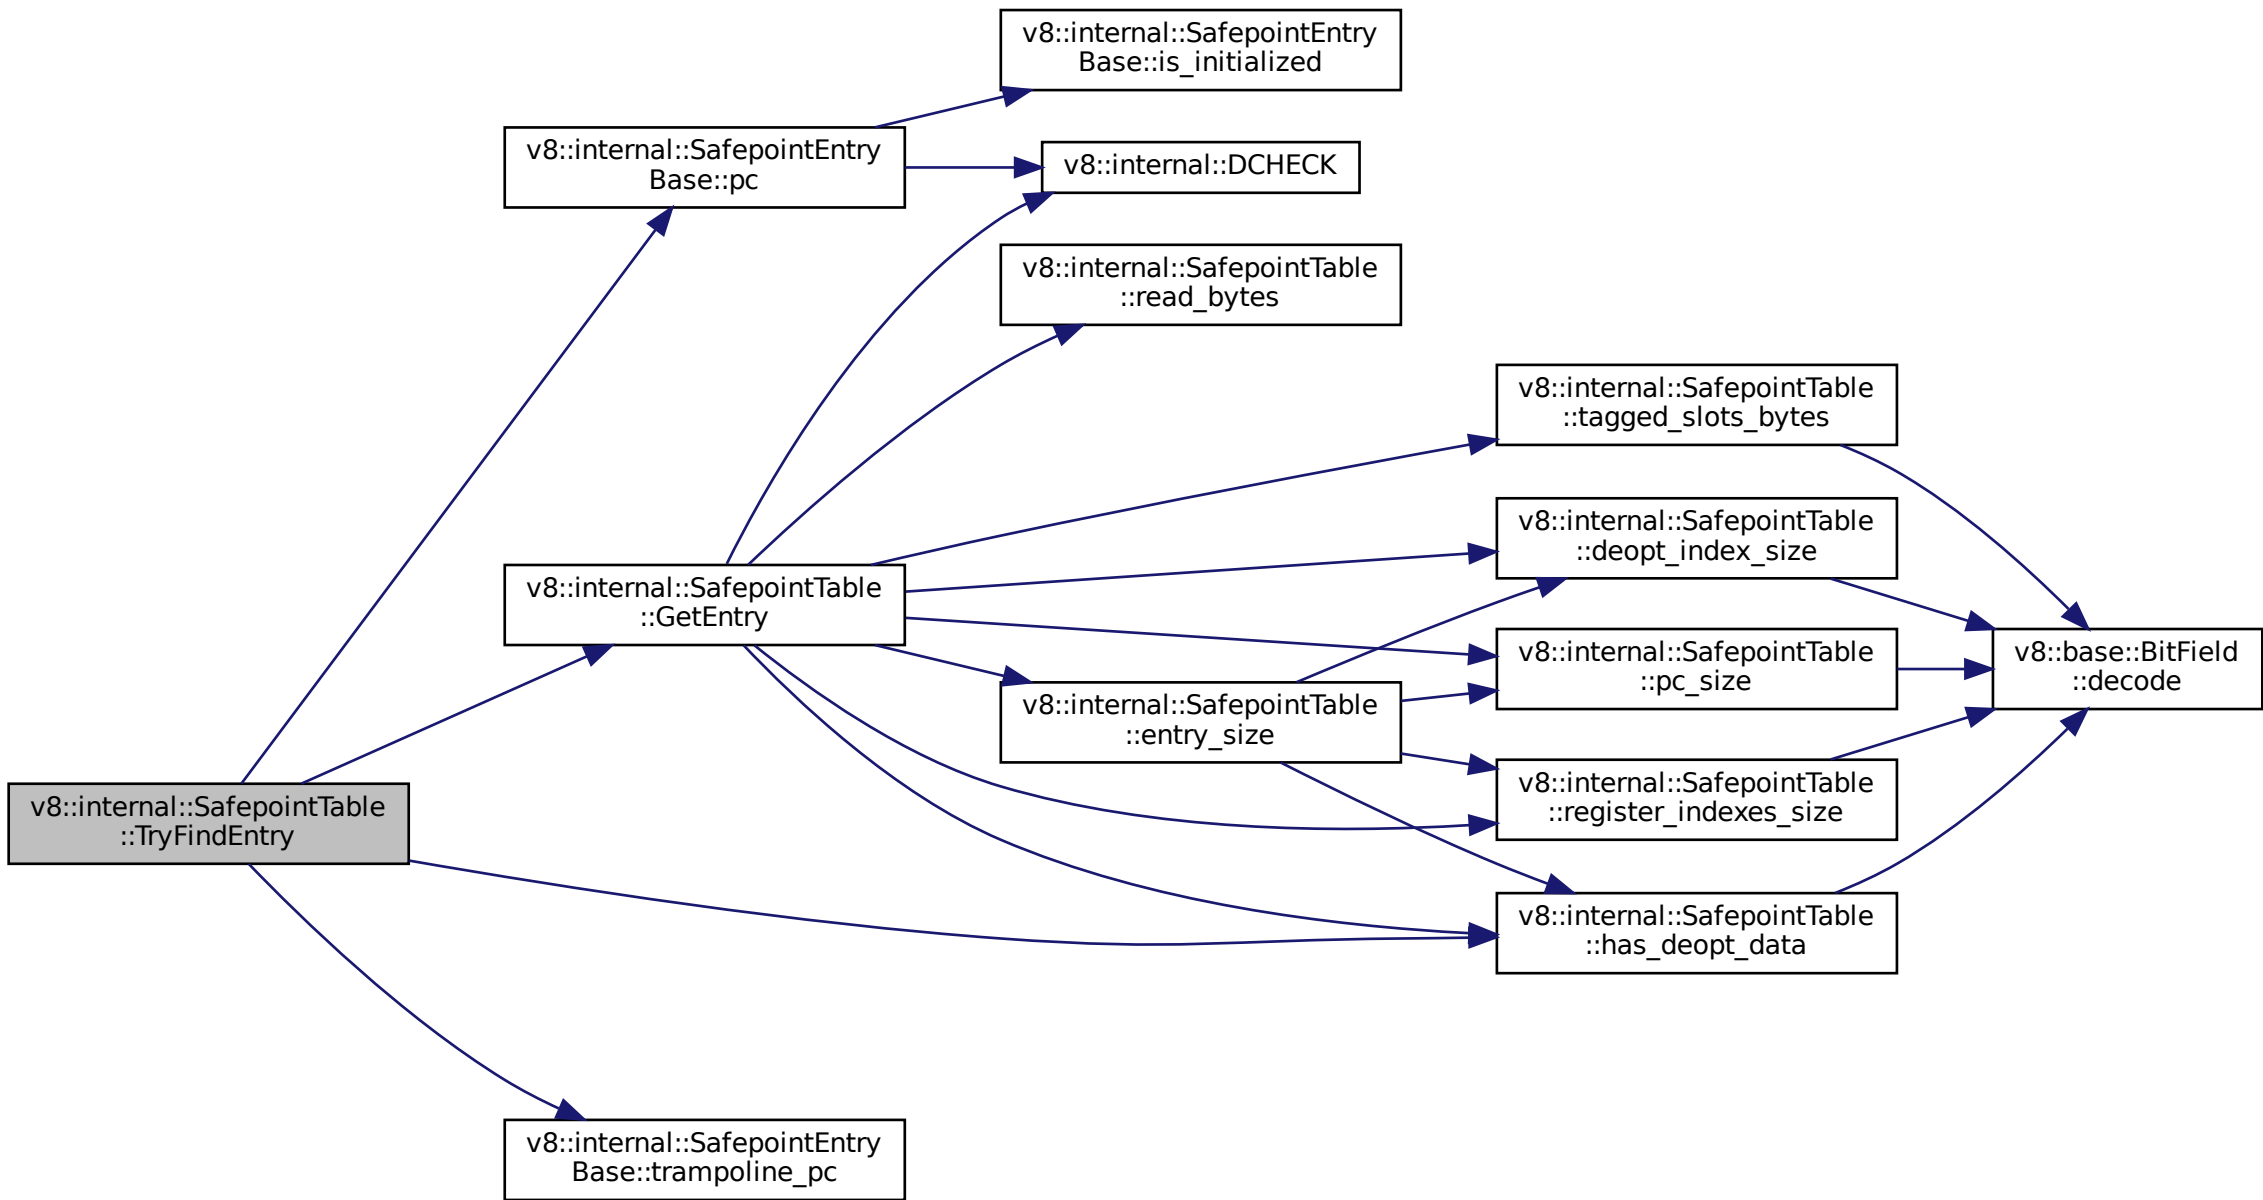 v8::internal::SafepointEntry
Base::is_initialized
v8::internal::SafepointEntry
Base::pc
v8::internal::DCHECK
v8::internal::SafepointTable
::read_bytes
v8::internal::SafepointTable
::tagged_slots_bytes
v8::internal::SafepointTable
::deopt_index_size
v8::internal::SafepointTable
::GetEntry
v8::internal::SafepointTable
::pc_size
v8::base::BitField
::decode
v8::internal::SafepointTable
::entry_size
v8::internal::SafepointTable
::register_indexes_size
v8::internal::SafepointTable
::TryFindEntry
v8::internal::SafepointTable
::has_deopt_data
v8::internal::SafepointEntry
Base::trampoline_pc